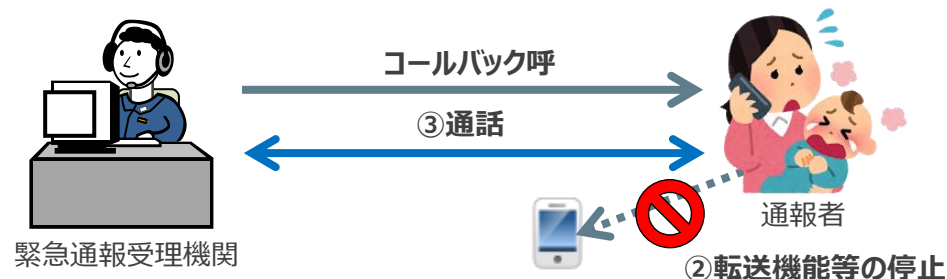 コールバック呼
③通話
緊急通報受理機関
通報者
②転送機能等の停止